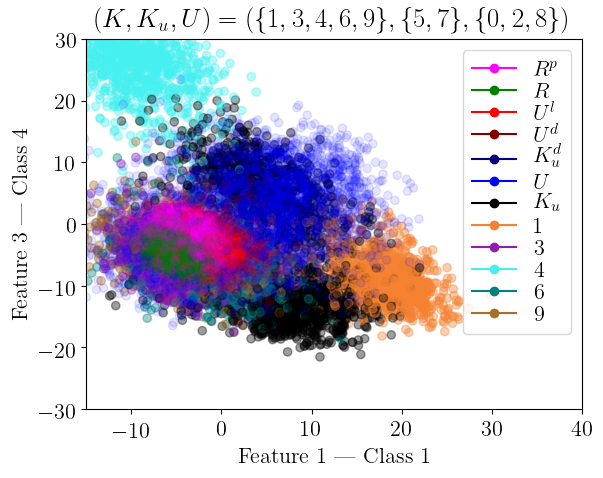 (K, K_u, U) = ({1, 3, 4, 6, 9}, {5, 7}, {0, 2, 8})
30
20
10
0
−10
−20
−30
Feature 3 — Class 4
R^p
R
U^l
U^d
K_u^d
U
K_u
1
3
4
6
9
−10
0
10
20
30
40
Feature 1 — Class 1